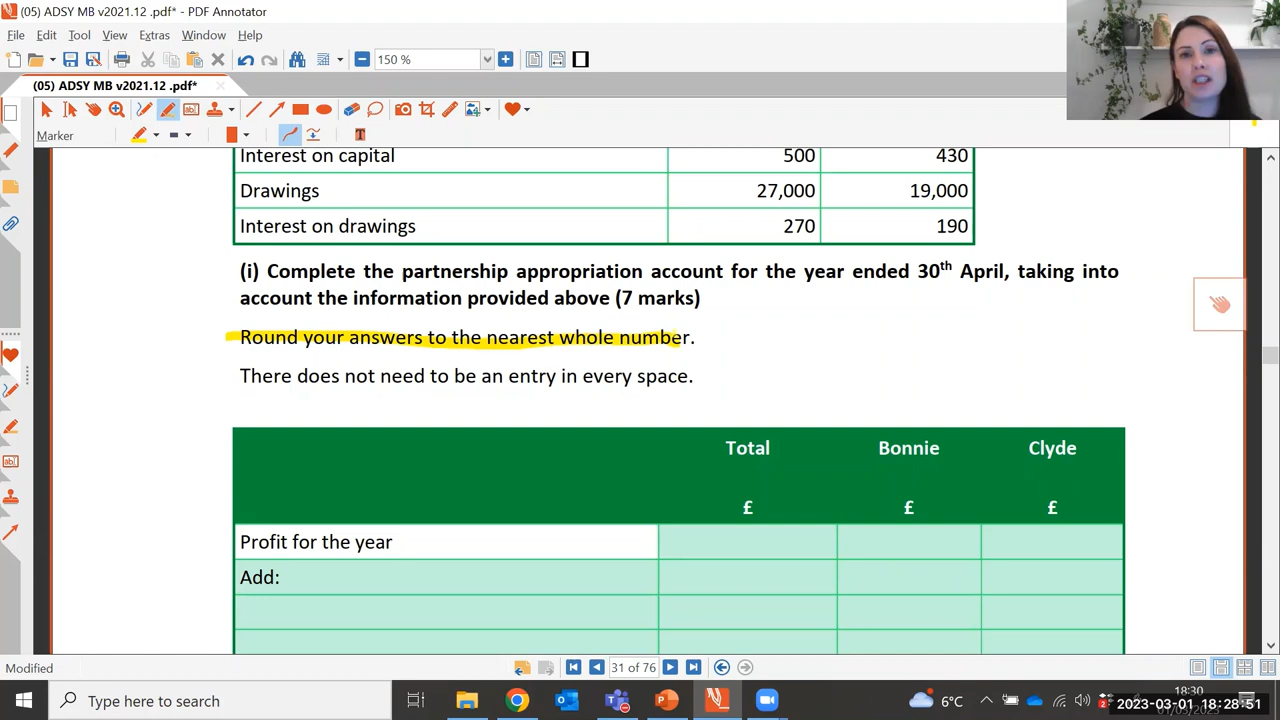 (05) ADSY MB v2021.12 .pdf* - PDF Annotator
File Edit Tool View Extras Window Help
150 %
(05) ADSY MB v2021.12 .pdf*
Marker
Interest on capital 500 430
Drawings 27,000 19,000
Interest on drawings 270 190
(i) Complete the partnership appropriation account for the year ended 30th April, taking into
account the information provided above (7 marks)
Round your answers to the nearest whole number.
There does not need to be an entry in every space.
Total Bonnie Clyde
£ £ £
Profit for the year
Add:
Modified
31 of 76
Type here to search
6°C
18:30
2023-03-01 18:28:51